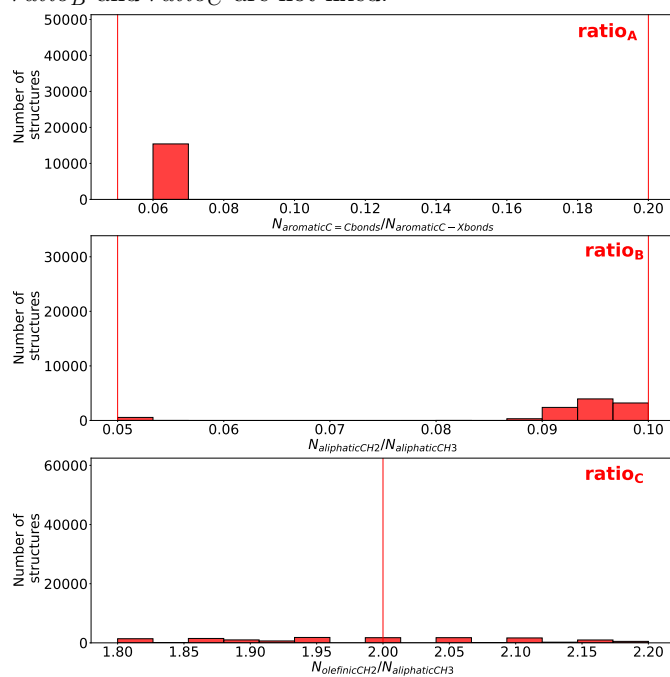 ratio_B and ratio_C are not fixed.
50000
40000
30000
20000
10000
0
Number of
structures
ratio_A
0.06 0.08 0.10 0.12 0.14 0.16 0.18 0.20
N_aromaticC=Cbonds/N_aromaticC−Xbonds
30000
20000
10000
0
Number of
structures
ratio_B
0.05 0.06 0.07 0.08 0.09 0.10
N_aliphaticCH2/N_aliphaticCH3
60000
40000
20000
0
Number of
structures
ratio_C
1.80 1.85 1.90 1.95 2.00 2.05 2.10 2.15 2.20
N_olefinicCH2/N_aliphaticCH3